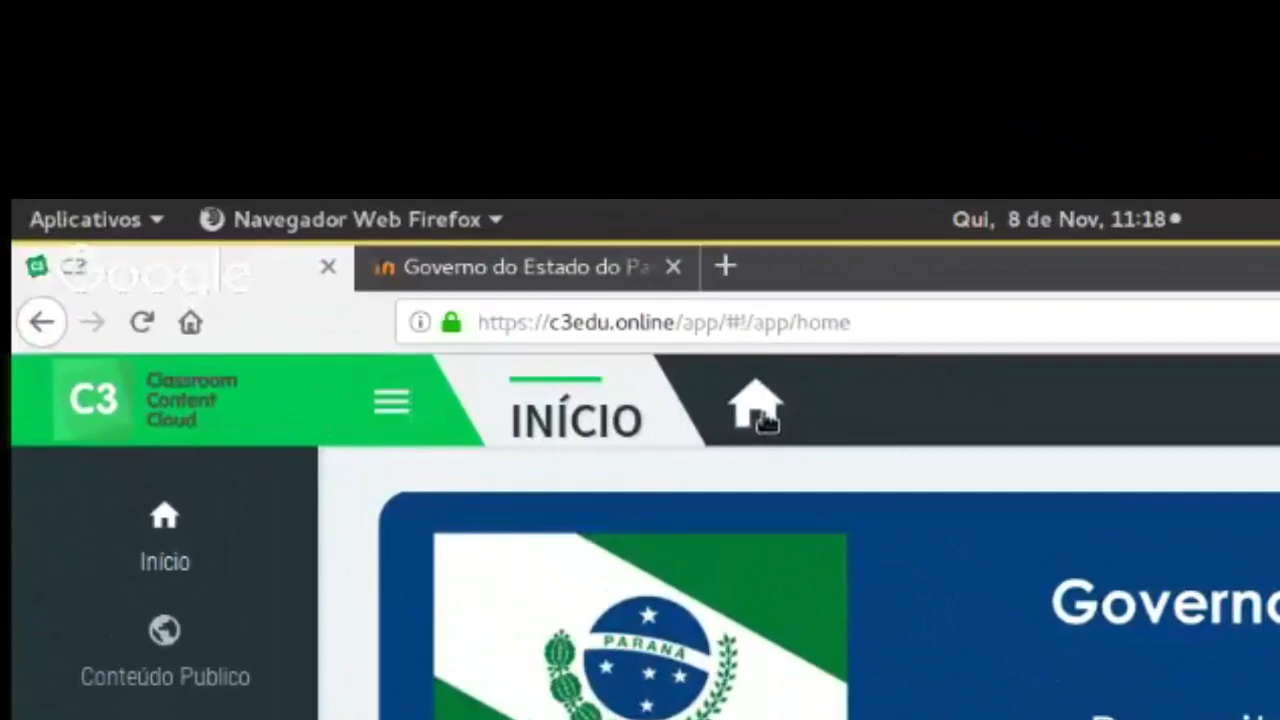 Aplicativos Navegador Web Firefox Qui, 8 de Nov, 11:18
C3 Governo do Estado do Pa
Google
https://c3edu.online/app/#!/app/home
C3 Classroom
Content
Cloud
INÍCIO
Início
Conteúdo Publico
PARANÁ
Governo